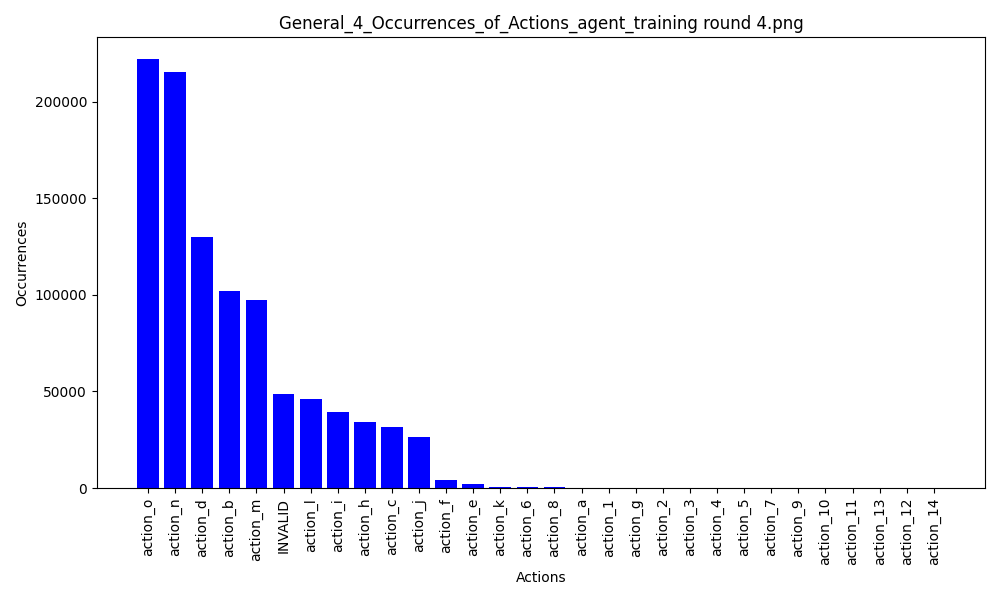 General_4_Occurrences_of_Actions_agent_training round 4.png
Occurrences
200000
150000
100000
50000
0
action_o
action_n
action_d
action_b
action_m
INVALID
action_l
action_i
action_h
action_c
action_j
action_f
action_e
action_k
action_6
action_8
action_a
action_1
action_g
action_2
action_3
action_4
action_5
action_7
action_9
action_10
action_11
action_13
action_12
action_14
Actions